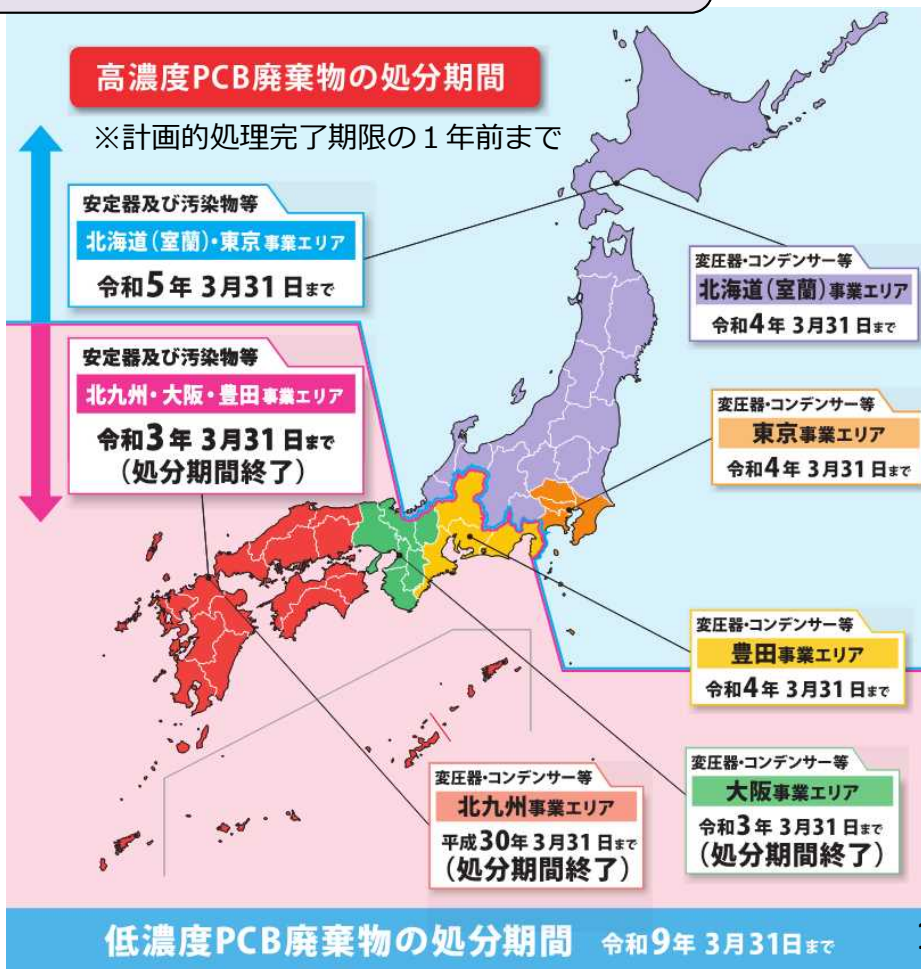 高濃度PCB廃棄物の処分期間
※計画的処理完了期限の１年前まで
安定器及び汚染物等
北海道(室蘭)・東京事業エリア
令和5年 3月31日まで
安定器及び汚染物等
北九州・大阪・豊田事業エリア
令和3年 3月31日まで
(処分期間終了)
変圧器・コンデンサー等
北海道(室蘭)事業エリア
令和4年 3月31日まで
変圧器・コンデンサー等
東京事業エリア
令和4年 3月31日まで
変圧器・コンデンサー等
豊田事業エリア
令和4年 3月31日まで
変圧器・コンデンサー等
大阪事業エリア
令和3年 3月31日まで
(処分期間終了)
変圧器・コンデンサー等
北九州事業エリア
平成30年 3月31日まで
(処分期間終了)
低濃度PCB廃棄物の処分期間 令和9年 3月31日まで